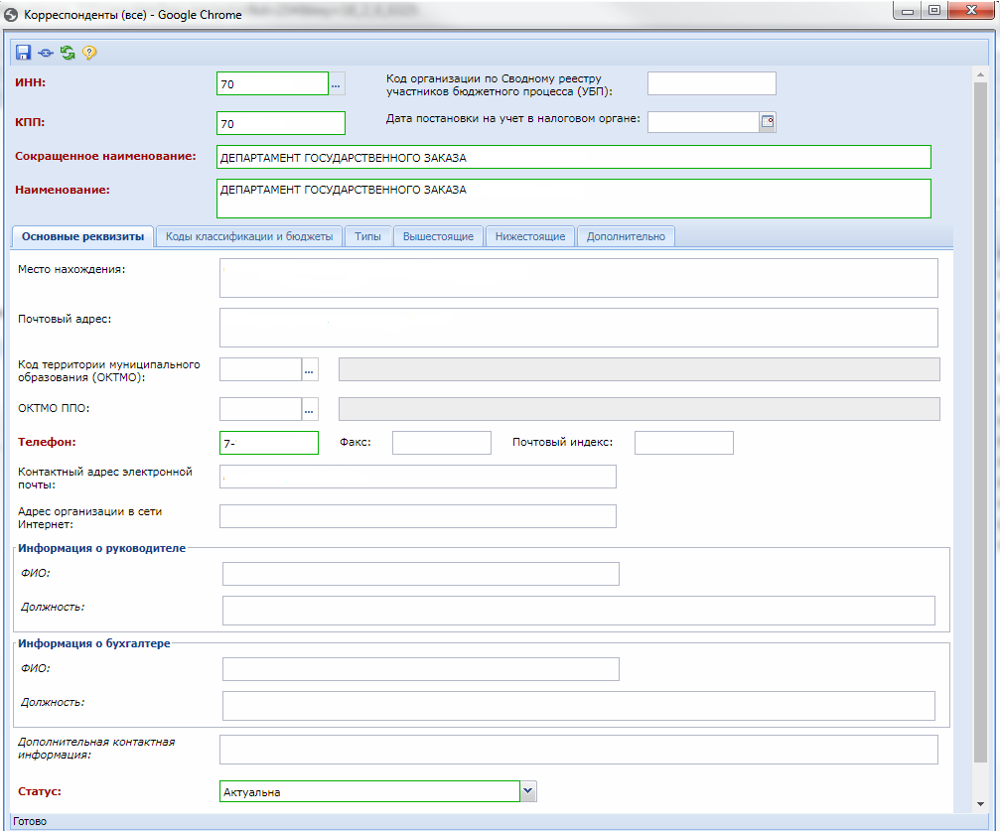 Корреспонденты (все) - Google Chrome
ИНН:
70
...
Код организации по Сводному реестру
участников бюджетного процесса (УБП):
КПП:
70
Дата постановки на учет в налоговом органе:
Сокращенное наименование:
ДЕПАРТАМЕНТ ГОСУДАРСТВЕННОГО ЗАКАЗА
Наименование:
ДЕПАРТАМЕНТ ГОСУДАРСТВЕННОГО ЗАКАЗА
Основные реквизиты
Коды классификации и бюджеты
Типы
Вышестоящие
Нижестоящие
Дополнительно
Место нахождения:
Почтовый адрес:
Код территории муниципального
образования (ОКТМО):
...
ОКТМО ППО:
...
Телефон:
7-
Факс:
Почтовый индекс:
Контактный адрес электронной
почты:
Адрес организации в сети
Интернет:
Информация о руководителе
ФИО:
Должность:
Информация о бухгалтере
ФИО:
Должность:
Дополнительная контактная
информация:
Статус:
Актуальна
Готово